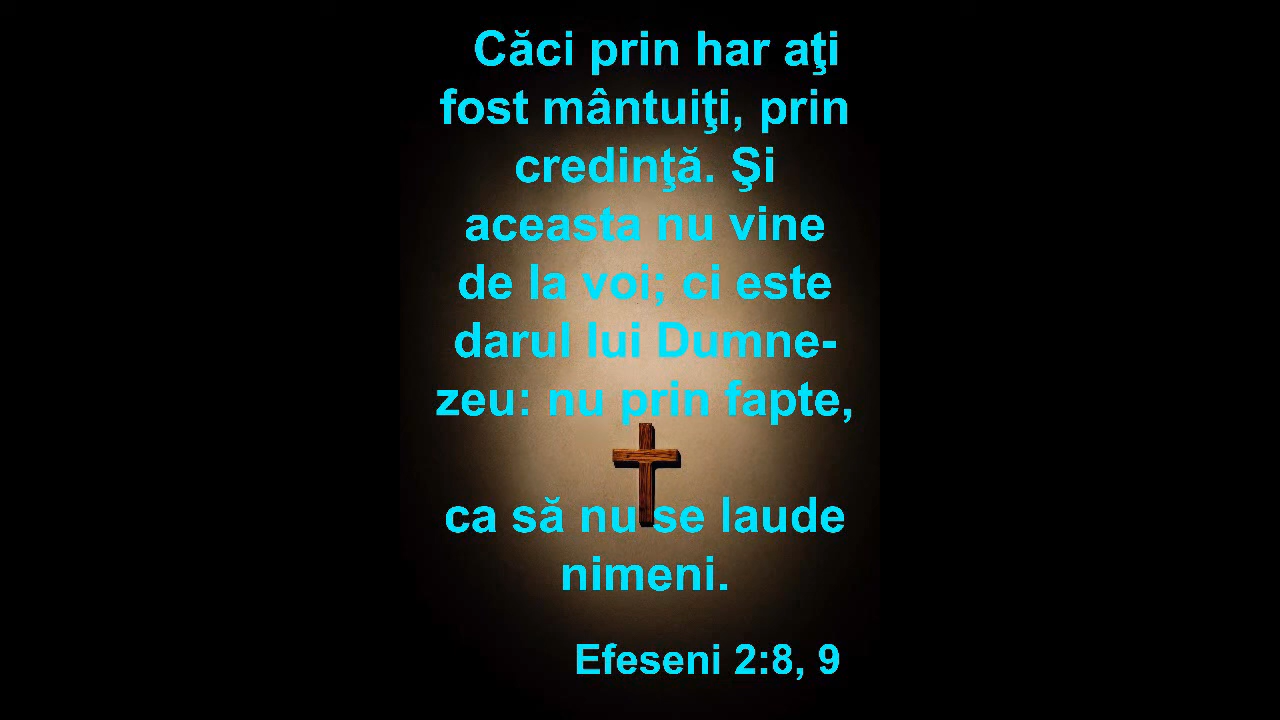 Căci prin har aţi
fost mântuiţi, prin
credinţă. Şi
aceasta nu vine
de la voi; ci este
darul lui Dumne-
zeu: nu prin fapte,
ca să nu se laude
nimeni.
Efeseni 2:8, 9